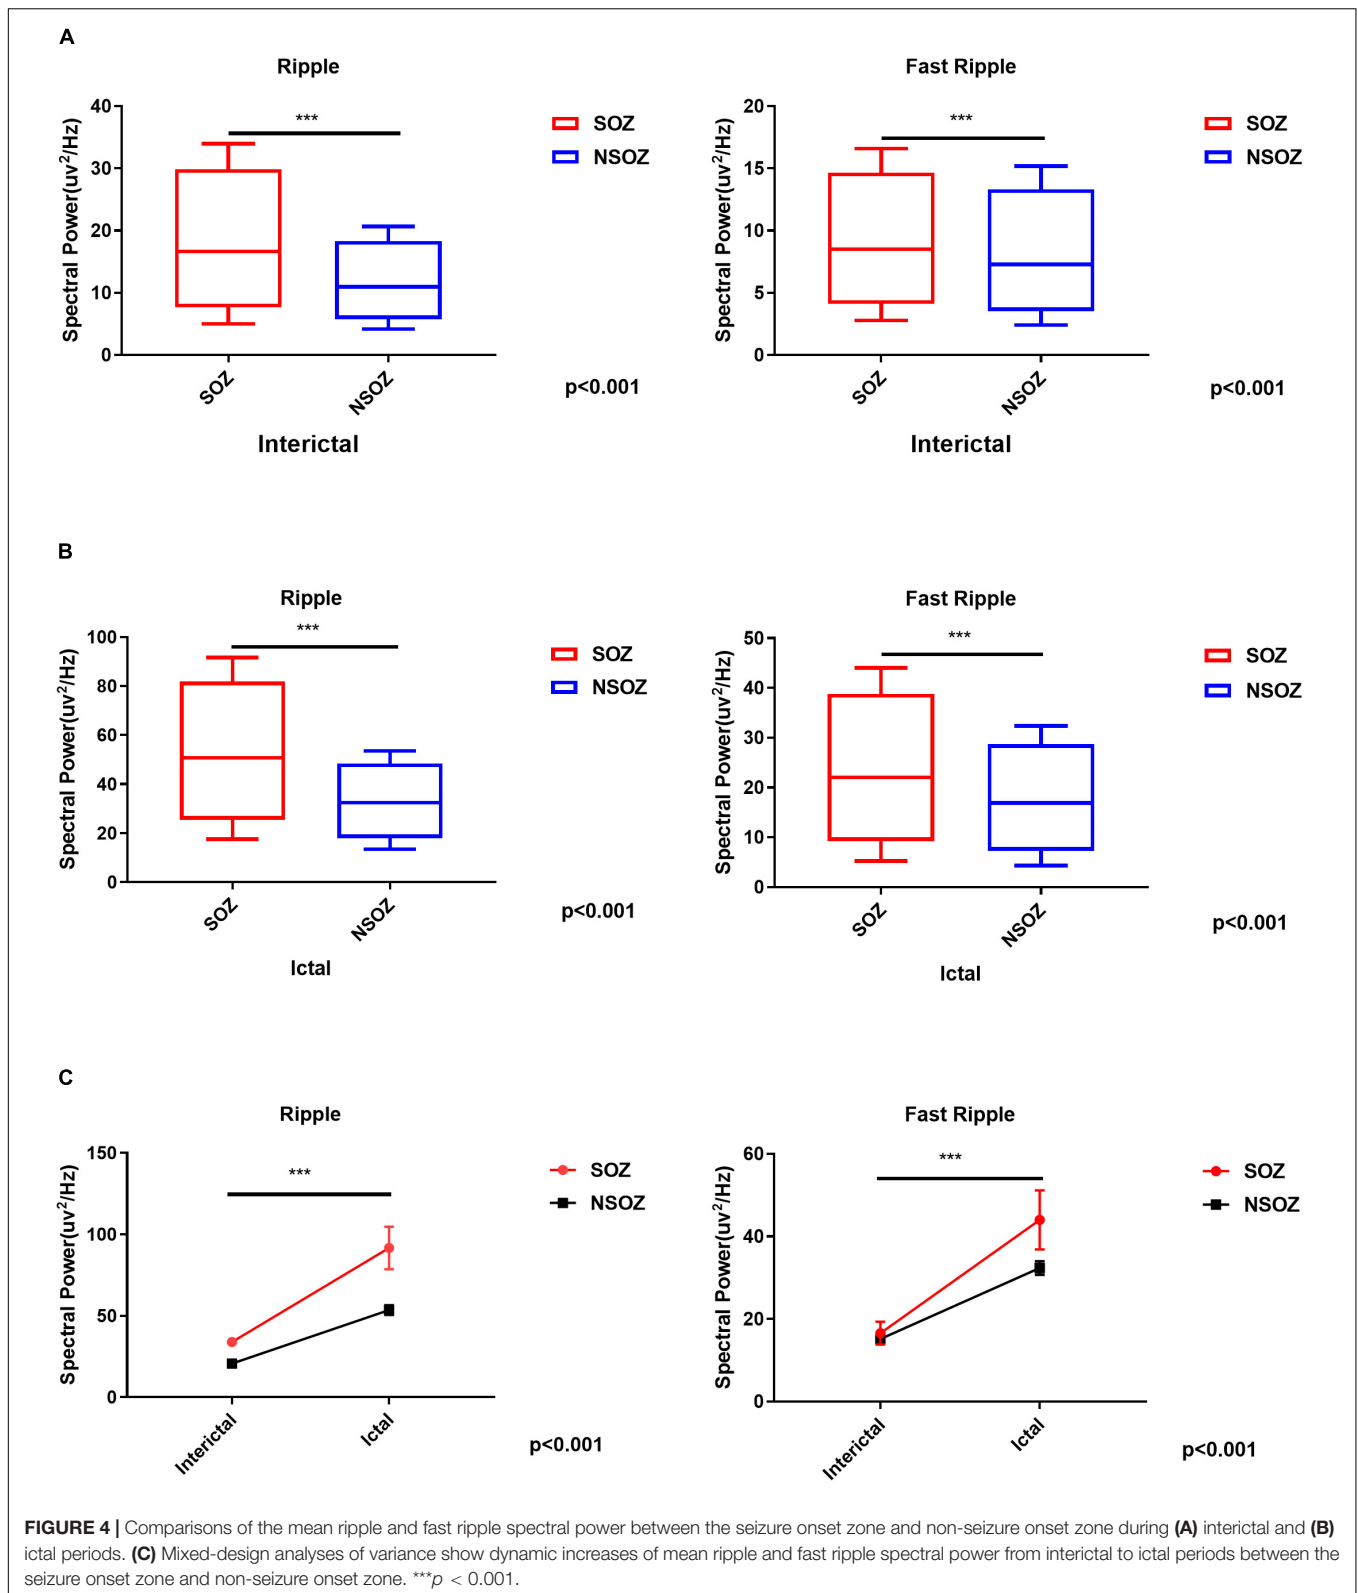 A
Ripple
Fast Ripple
Spectral Power(uv²/Hz)
40
30
20
10
0
***
SOZ
NSOZ
SOZ
NSOZ
p<0.001
Interictal
Spectral Power(uv²/Hz)
20
15
10
5
0
***
SOZ
NSOZ
SOZ
NSOZ
p<0.001
Interictal
B
Ripple
Fast Ripple
Spectral Power(uv²/Hz)
100
80
60
40
20
0
***
SOZ
NSOZ
SOZ
NSOZ
p<0.001
Ictal
Spectral Power(uv²/Hz)
50
40
30
20
10
0
***
SOZ
NSOZ
SOZ
NSOZ
p<0.001
Ictal
C
Ripple
Fast Ripple
Spectral Power(uv²/Hz)
150
100
50
0
***
SOZ
NSOZ
Interictal
Ictal
p<0.001
Spectral Power(uv²/Hz)
60
40
20
0
***
SOZ
NSOZ
Interictal
Ictal
p<0.001
FIGURE 4 | Comparisons of the mean ripple and fast ripple spectral power between the seizure onset zone and non-seizure onset zone during (A) interictal and (B)
ictal periods. (C) Mixed-design analyses of variance show dynamic increases of mean ripple and fast ripple spectral power from interictal to ictal periods between the
seizure onset zone and non-seizure onset zone. ***p < 0.001.